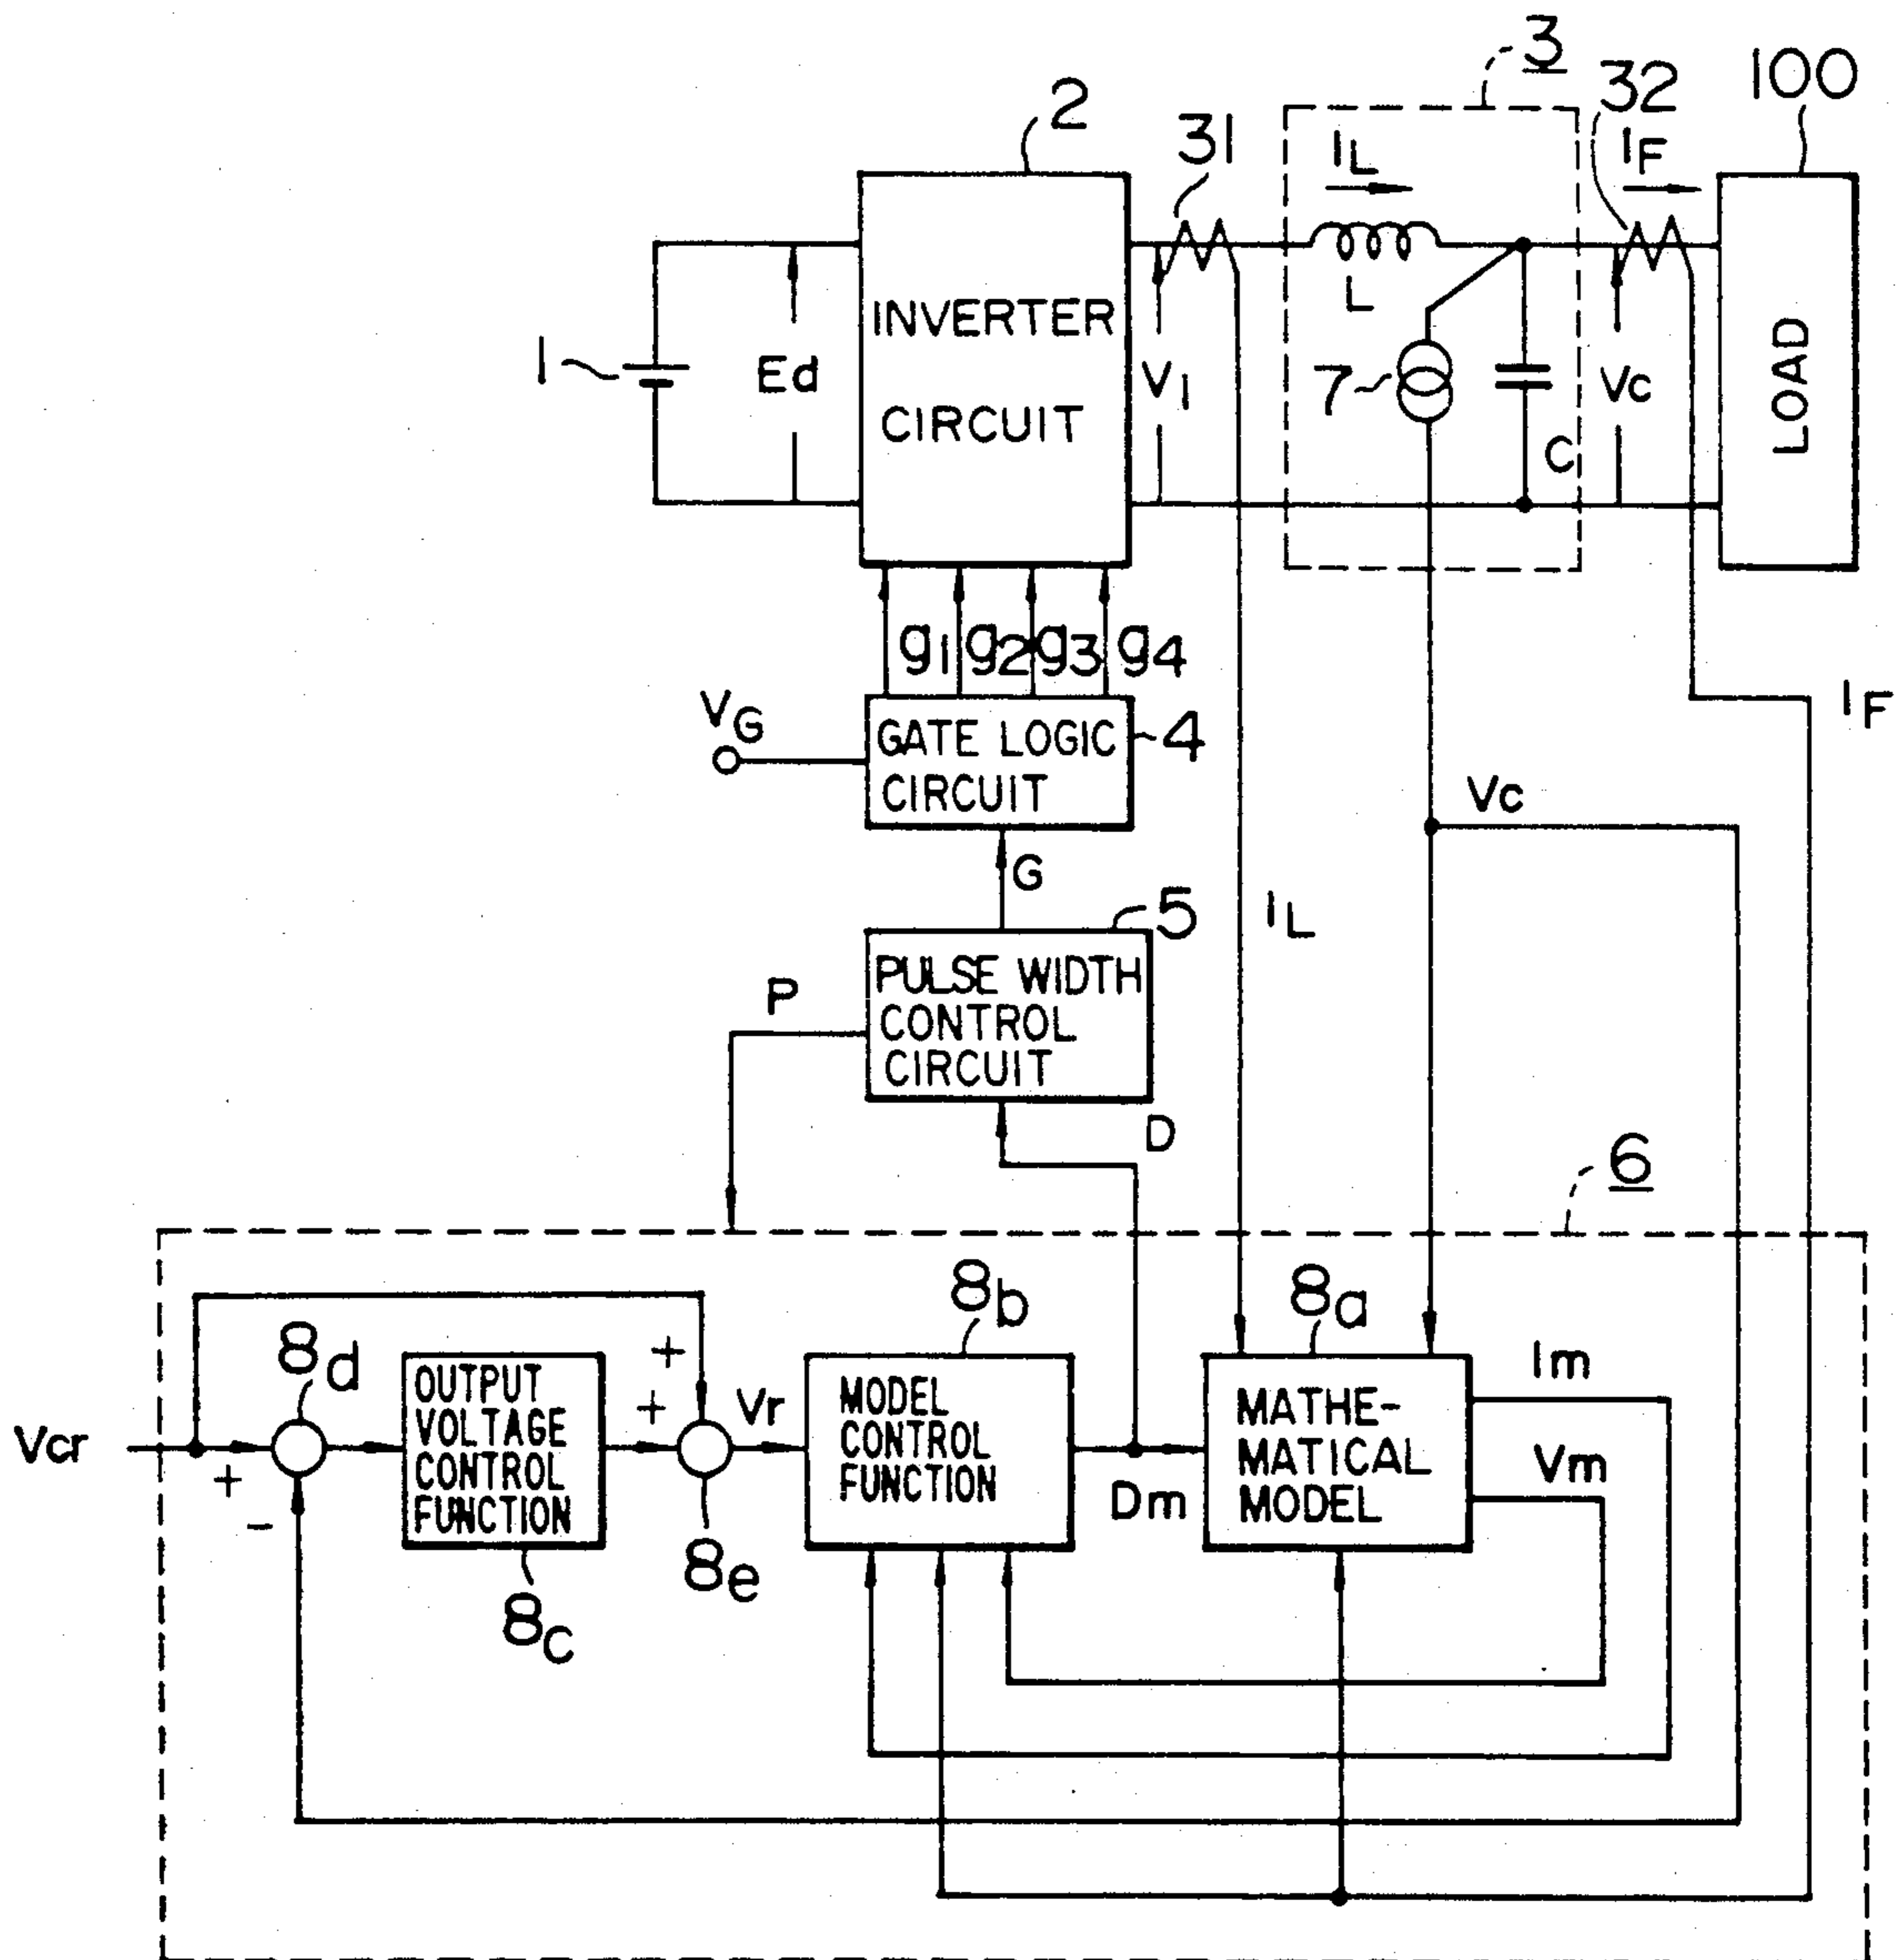 3
2
31
32
100
IL
IF
L
INVERTER
CIRCUIT
1
Ed
V1
7
C
Vc
LOAD
g1 g2 g3 g4
VG
GATE LOGIC
CIRCUIT
4
IF
Vc
G
5
IL
P
PULSE WIDTH
CONTROL
CIRCUIT
D
6
8b
8a
8d
+
OUTPUT
VOLTAGE
CONTROL
FUNCTION
+
Vr
MODEL
CONTROL
FUNCTION
MATHE-
MATICAL
MODEL
Im
Vm
Vcr
+
-
Dm
8e
8c